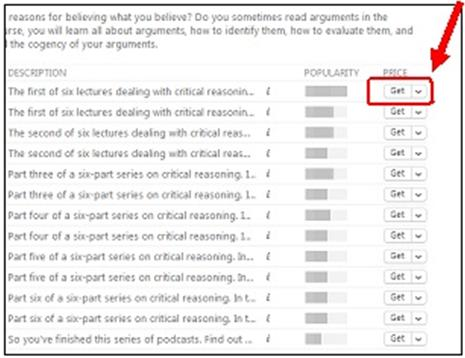 reasons for believing what you believe? Do you sometimes read arguments in the
rse, you will learn all about arguments, how to identify them, how to evaluate them, and
the cogency of your arguments.
DESCRIPTION POPULARITY PRICE
The first of six lectures dealing with critical reasonin... i Get
The first of six lectures dealing with critical reasonin... i Get
The second of six lectures dealing with critical reas... i Get
The second of six lectures dealing with critical reas... i Get
Part three of a six-part series on critical reasoning. 1... i Get
Part three of a six-part series on critical reasoning. 1... i Get
Part four of a six-part series on critical reasoning. 1... i Get
Part four of a six-part series on critical reasoning. 1... i Get
Part five of a six-part series on critical reasoning. In... i Get
Part five of a six-part series on critical reasoning. In... i Get
Part six of a six-part series on critical reasoning. In t... i Get
Part six of a six-part series on critical reasoning. In t... i Get
So you've finished this series of podcasts. Find out ... i Get